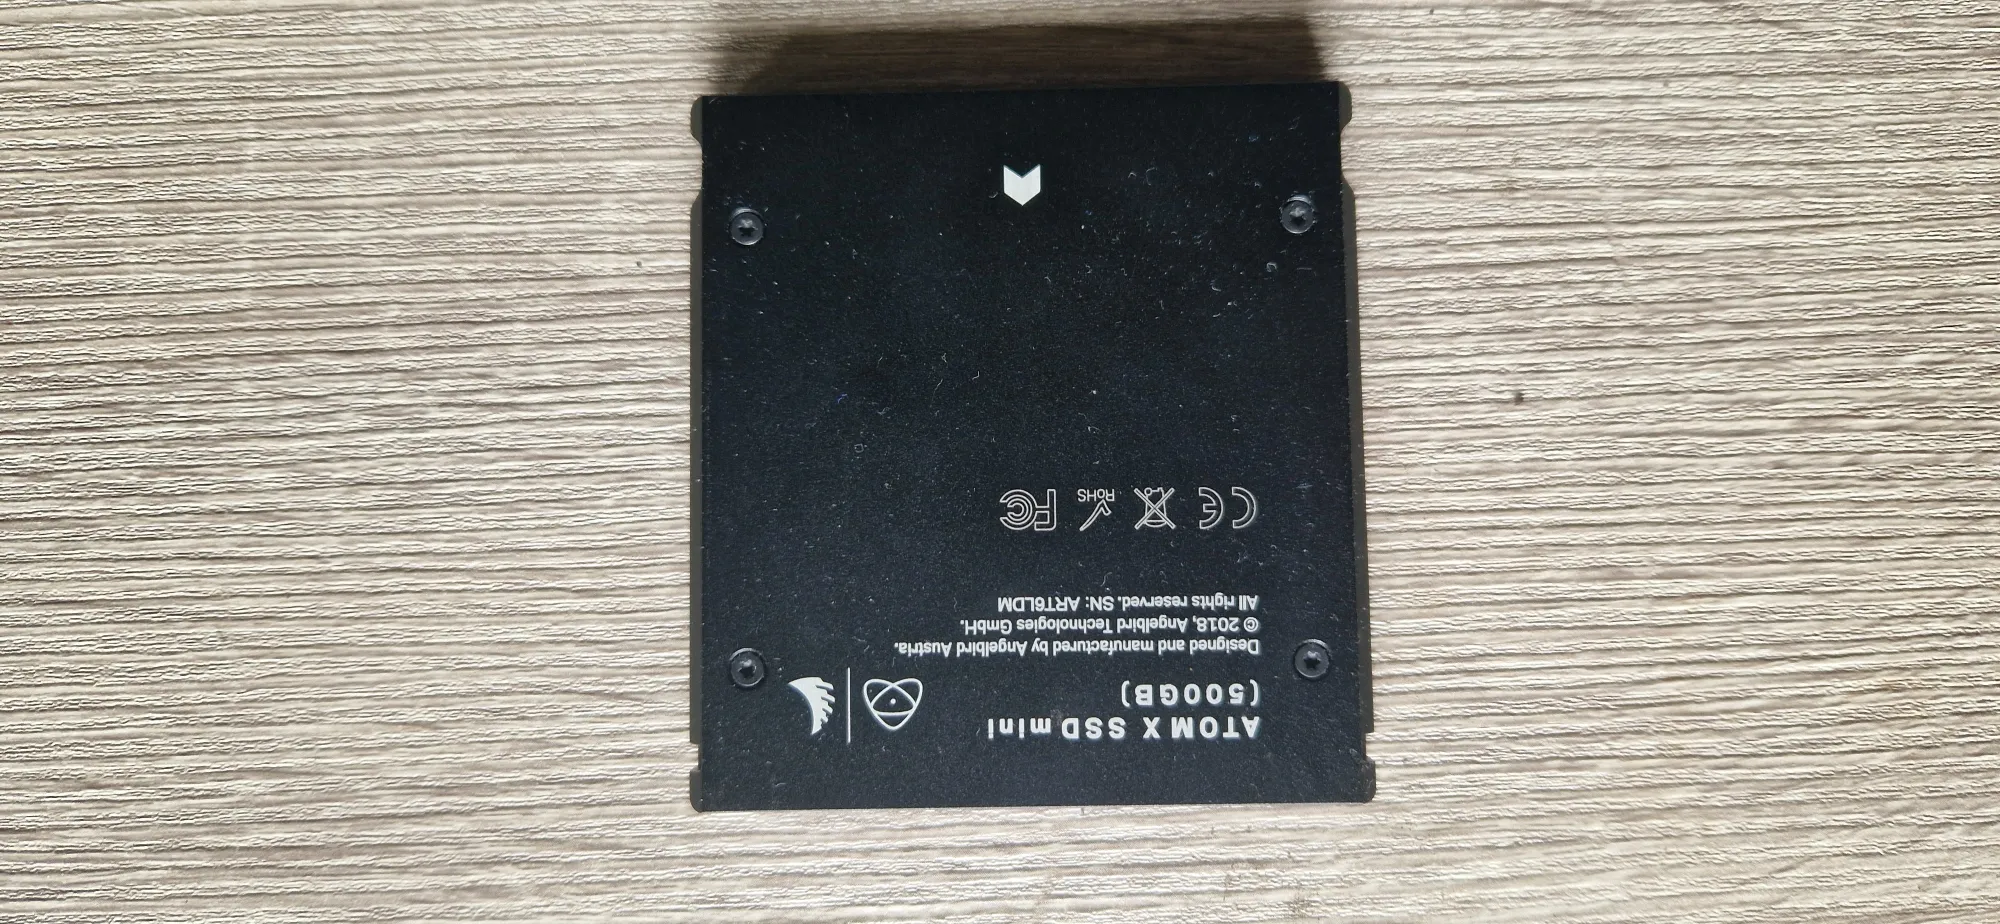 ATOM X SSD mini
(500GB)
Designed and manufactured by Angelbird Austria.
© 2018, Angelbird Technologies GmbH.
All rights reserved. SN: ART6LDM
CE RoHS FC